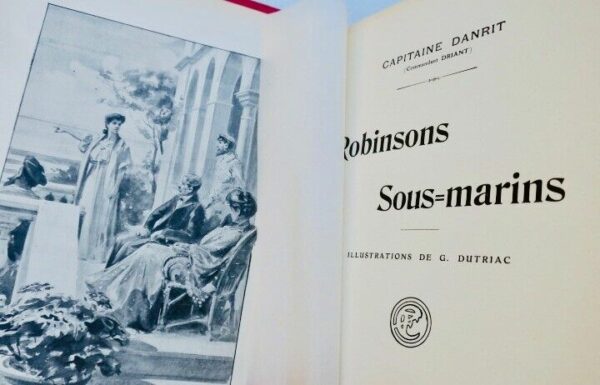 CAPITAINE DANRIT
(Commandant DRIANT)
Robinsons
Sous=marins
ILLUSTRATIONS DE G. DUTRIAC